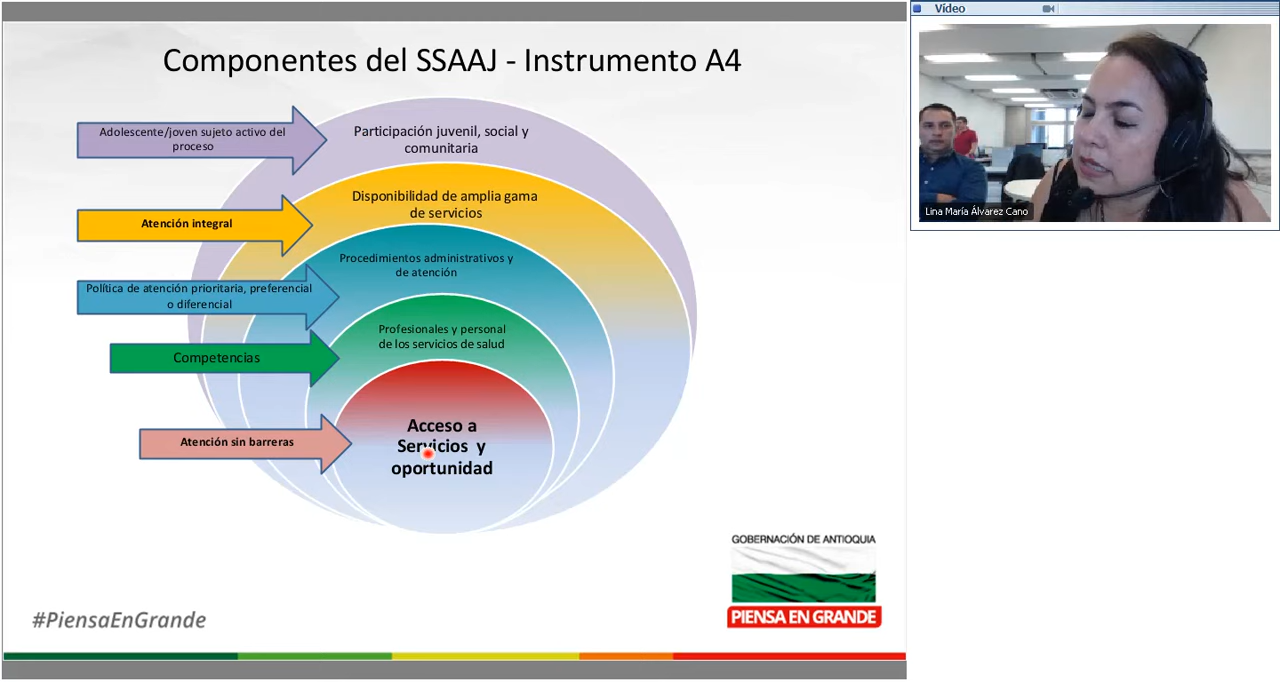 Componentes del SSAAJ - Instrumento A4
Adolescente/joven sujeto activo del
proceso
Participación juvenil, social y
comunitaria
Atención integral
Disponibilidad de amplia gama
de servicios
Política de atención prioritaria, preferencial
o diferencial
Procedimientos administrativos y
de atención
Competencias
Profesionales y personal
de los servicios de salud
Atención sin barreras
Acceso a
Servicios y
oportunidad
GOBERNACIÓN DE ANTIOQUIA
PIENSA EN GRANDE
#PiensaEnGrande
Vídeo
Lina María Álvarez Cano